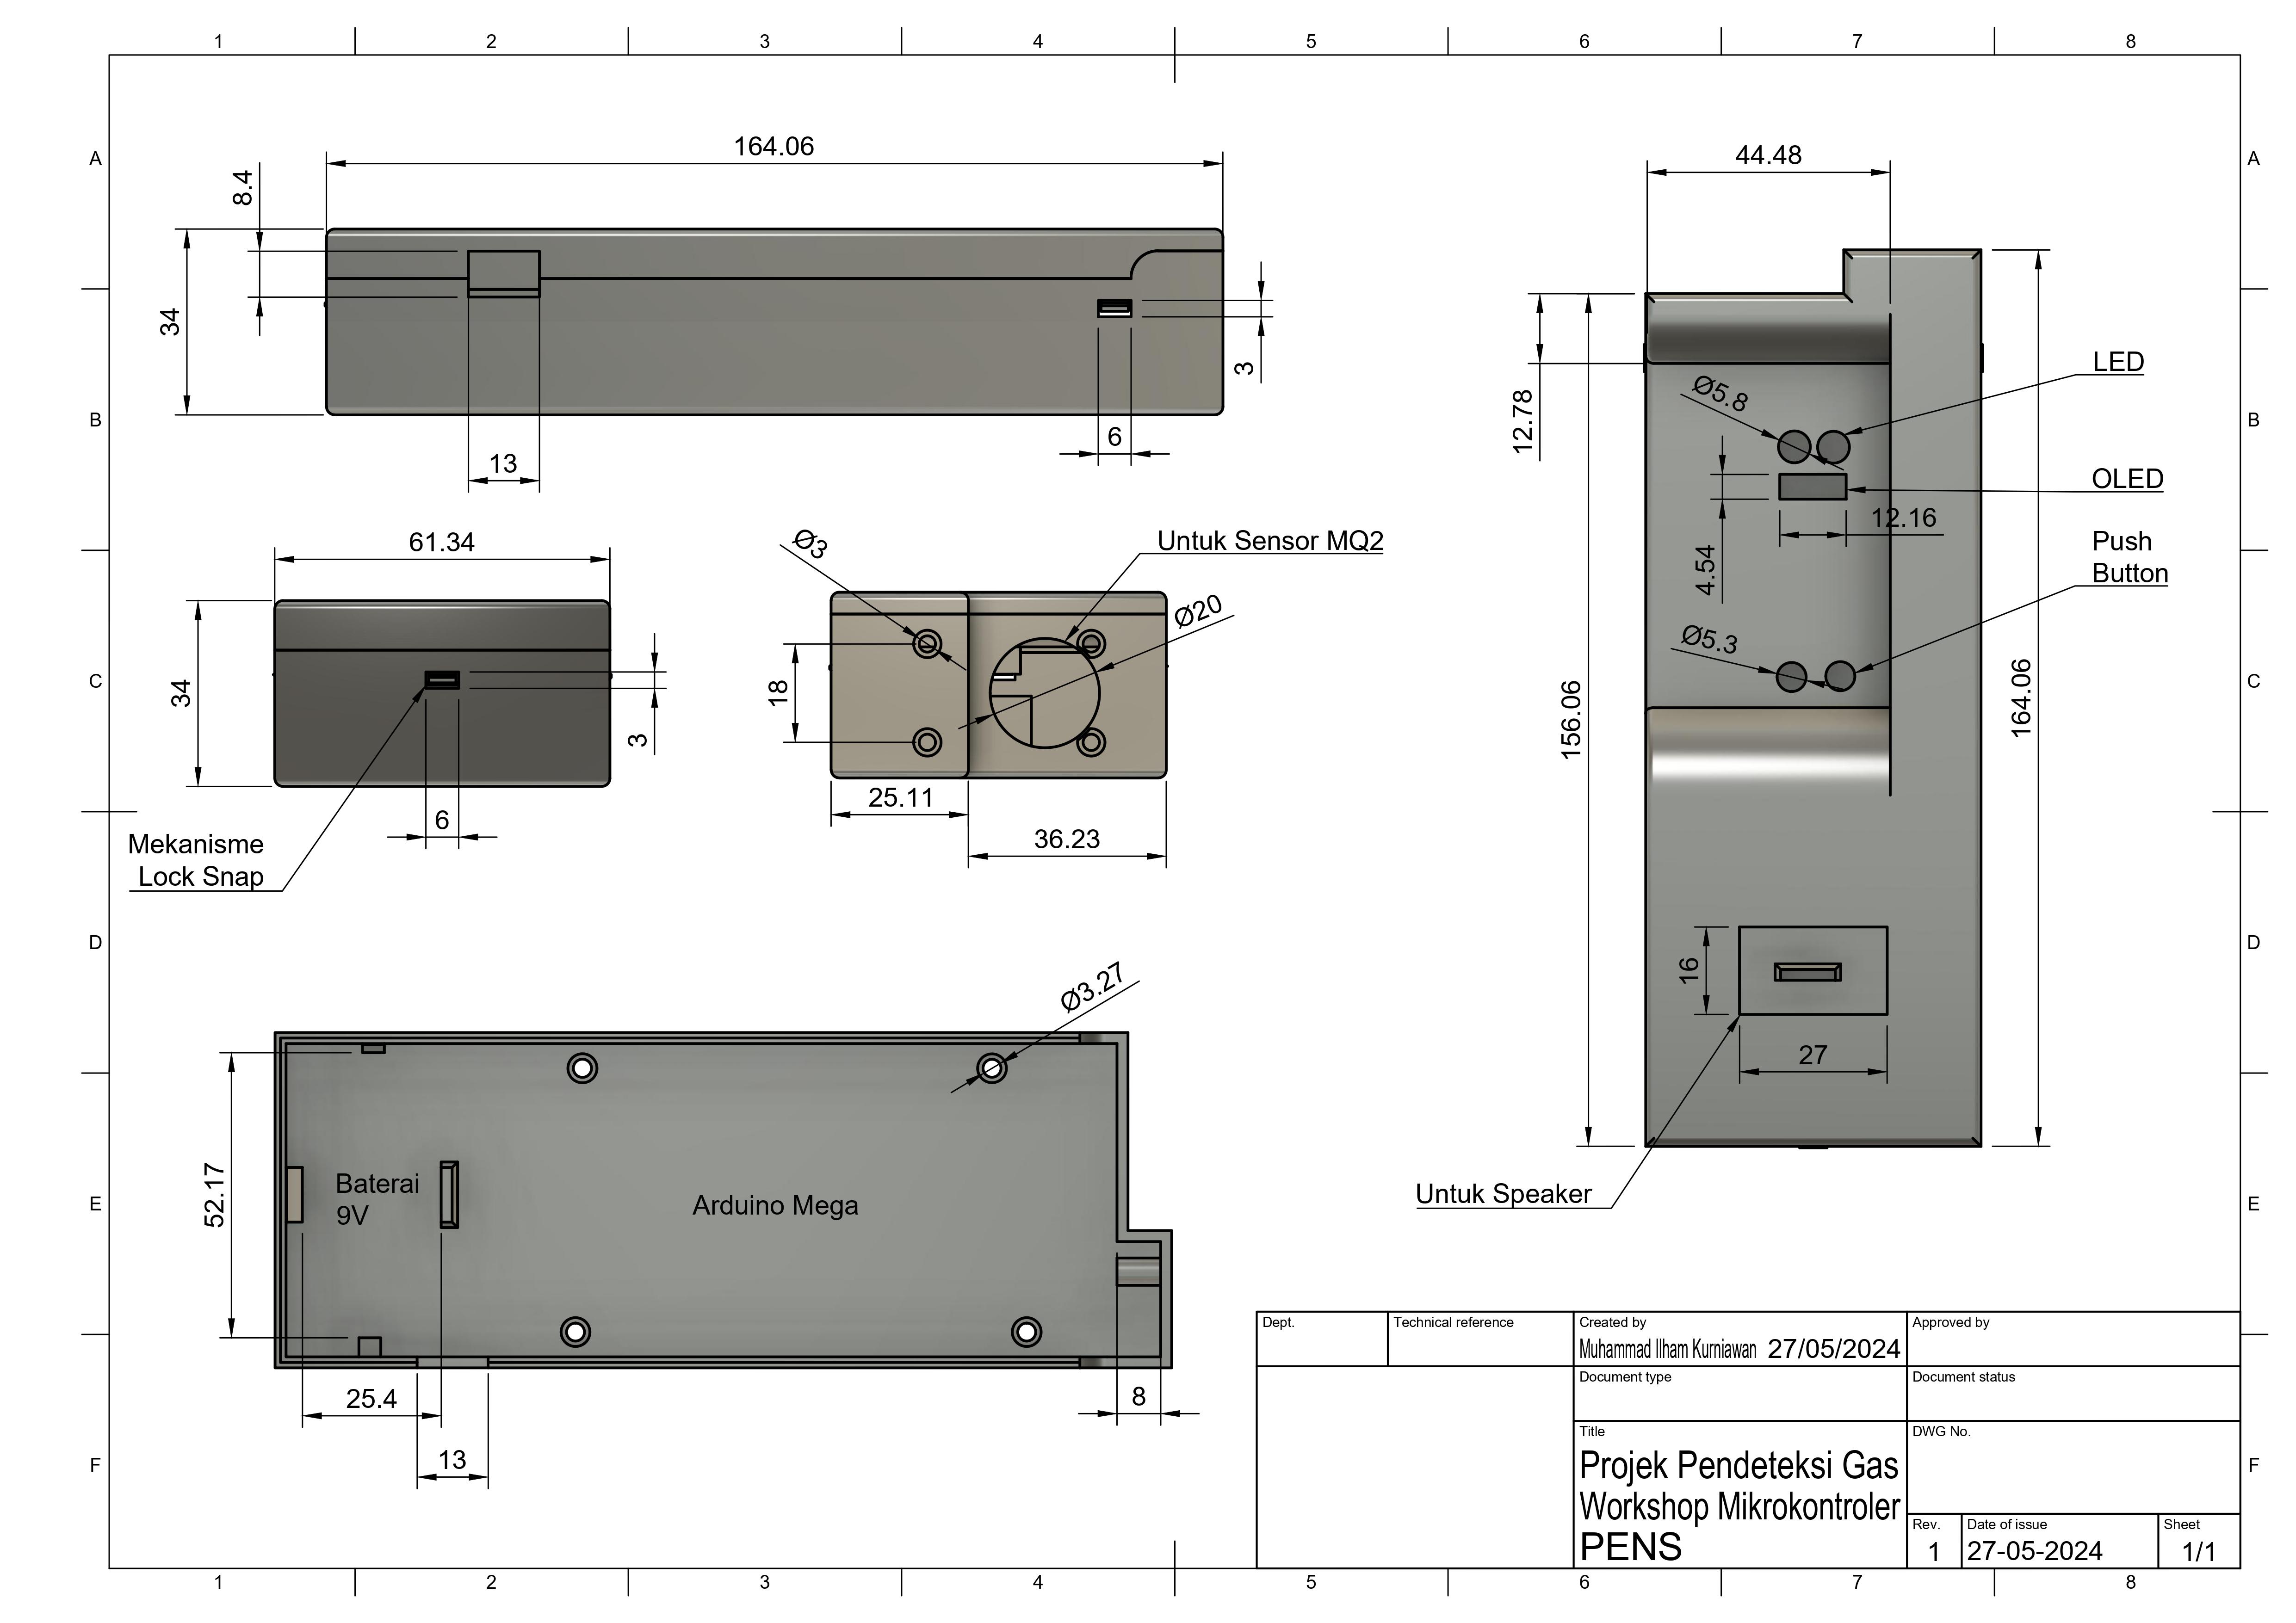 1 2 3 4 5 6 7 8
A A
164.06
44.48
8.4
34
3
6
13
B B
12.78
Ø5.8
LED
OLED
12.16
4.54
Push
Button
Ø5.3
156.06
164.06
61.34
34
3
6
Mekanisme
Lock Snap
Ø3
Untuk Sensor MQ2
Ø20
18
25.11
36.23
C C
D D
16
27
Untuk Speaker
Ø3.27
52.17
Baterai
9V
Arduino Mega
25.4
13
8
E E
F F
Dept.
Technical reference
Created by
Muhammad Ilham Kurniawan 27/05/2024
Approved by
Document type
Document status
Title
Projek Pendeteksi Gas
Workshop Mikrokontroler
PENS
DWG No.
Rev.
1
Date of issue
27-05-2024
Sheet
1/1
1 2 3 4 5 6 7 8